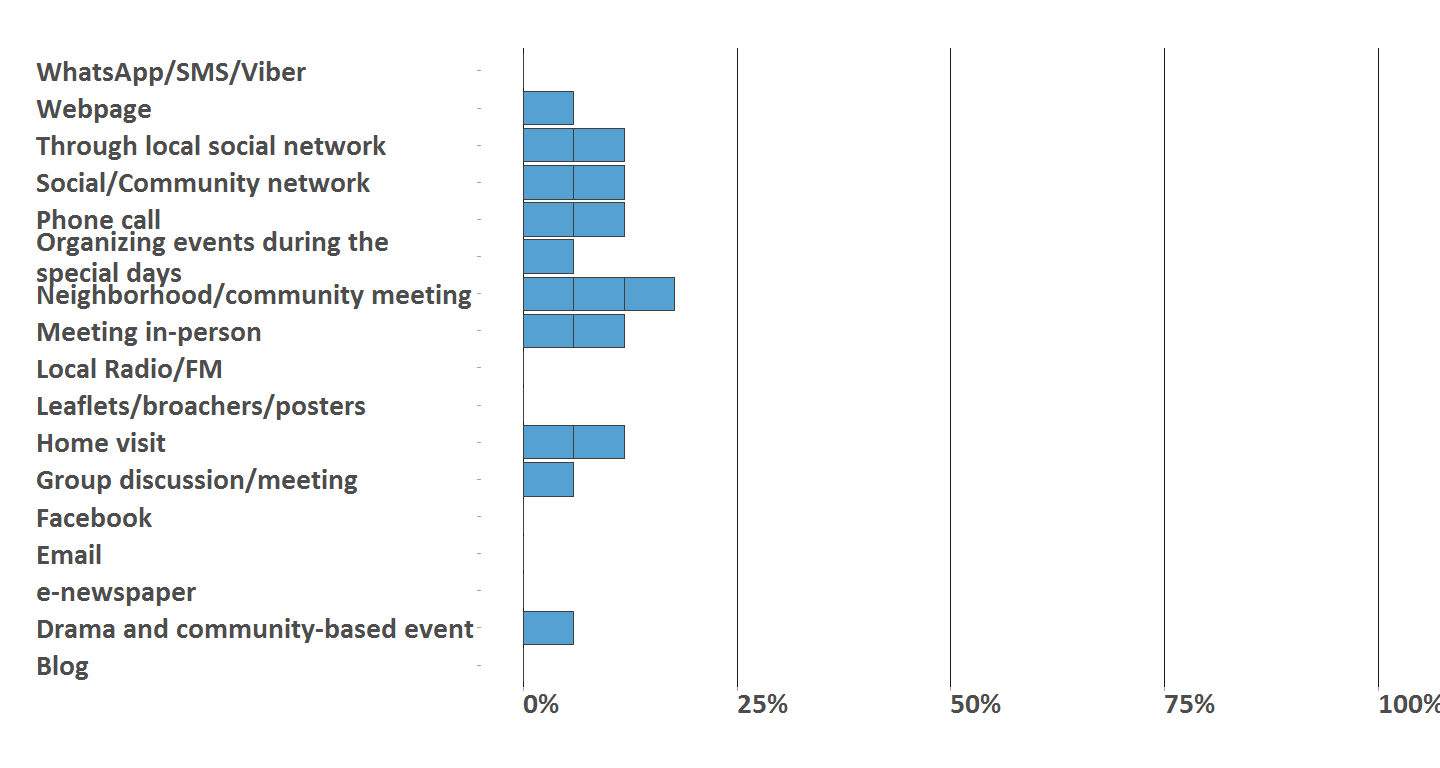 WhatsApp/SMS/Viber
Webpage
Through local social network
Social/Community network
Phone call
Organizing events during the
special days
Neighborhood/community meeting
Meeting in-person
Local Radio/FM
Leaflets/broachers/posters
Home visit
Group discussion/meeting
Facebook
Email
e-newspaper
Drama and community-based event
Blog
0% 25% 50% 75% 100%